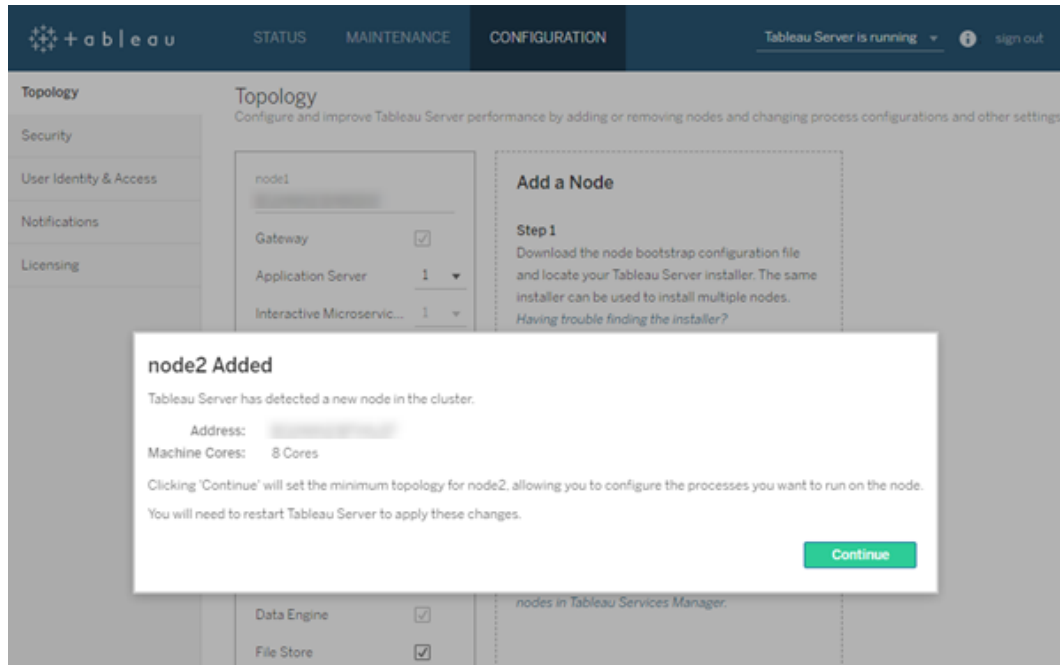 +ableau
STATUS
MAINTENANCE
CONFIGURATION
Tableau Server is running
sign out
Topology
Security
User Identity & Access
Notifications
Licensing
Topology
Configure and improve Tableau Server performance by adding or removing nodes and changing process configurations and other settings
node1
Gateway
Application Server 1
Interactive Microservic... 1
Add a Node
Step 1
Download the node bootstrap configuration file
and locate your Tableau Server installer. The same
installer can be used to install multiple nodes.
Having trouble finding the installer?
node2 Added
Tableau Server has detected a new node in the cluster.
Address:
Machine Cores: 8 Cores
Clicking 'Continue' will set the minimum topology for node2, allowing you to configure the processes you want to run on the node.
You will need to restart Tableau Server to apply these changes.
Continue
Data Engine
File Store
nodes in Tableau Services Manager.